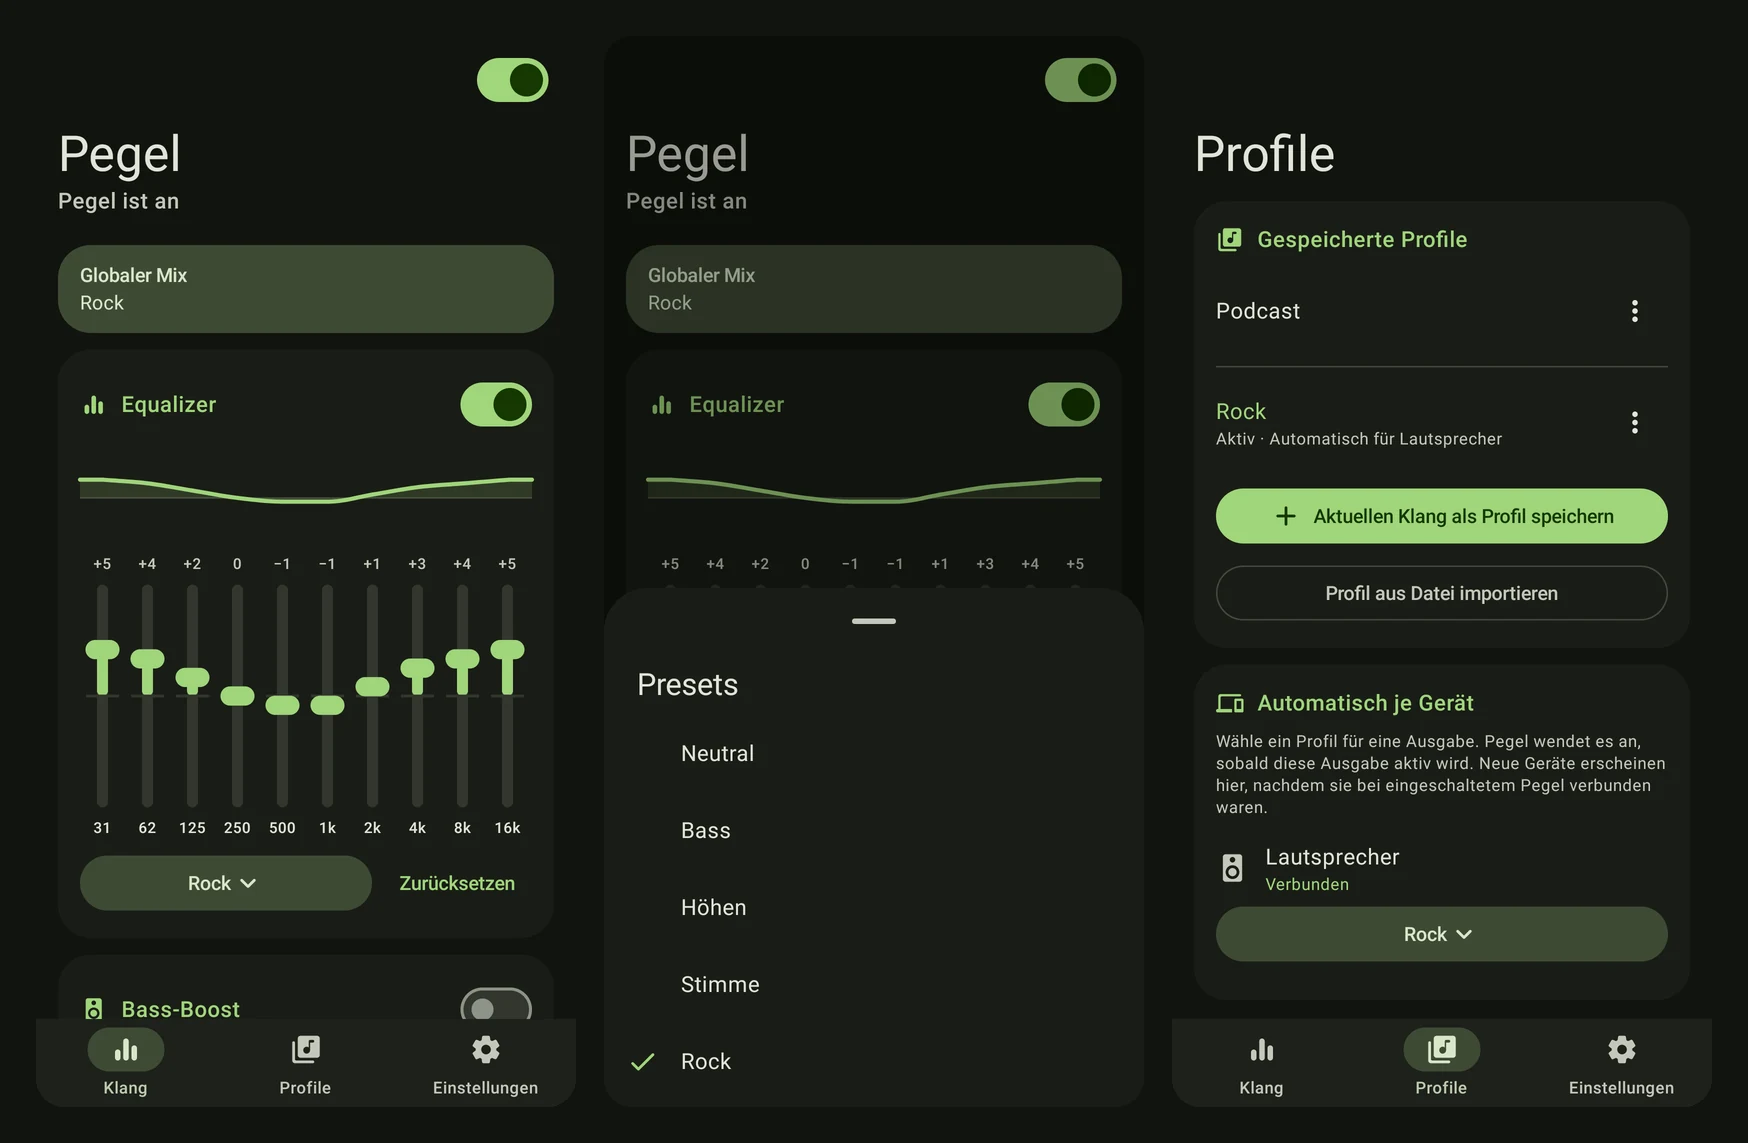 Pegel
Pegel ist an
Globaler Mix
Rock
Equalizer
+5 +4 +2 0 −1 −1 +1 +3 +4 +5
31 62 125 250 500 1k 2k 4k 8k 16k
Rock
Zurücksetzen
Bass-Boost
Klang Profile Einstellungen
Pegel
Pegel ist an
Globaler Mix
Rock
Equalizer
+5 +4 +2 0 −1 −1 +1 +3 +4 +5
Presets
Neutral
Bass
Höhen
Stimme
Rock
Profile
Gespeicherte Profile
Podcast
Rock
Aktiv · Automatisch für Lautsprecher
Aktuellen Klang als Profil speichern
Profil aus Datei importieren
Automatisch je Gerät
Wähle ein Profil für eine Ausgabe. Pegel wendet es an,
sobald diese Ausgabe aktiv wird. Neue Geräte erscheinen
hier, nachdem sie bei eingeschaltetem Pegel verbunden
waren.
Lautsprecher
Verbunden
Rock
Klang Profile Einstellungen